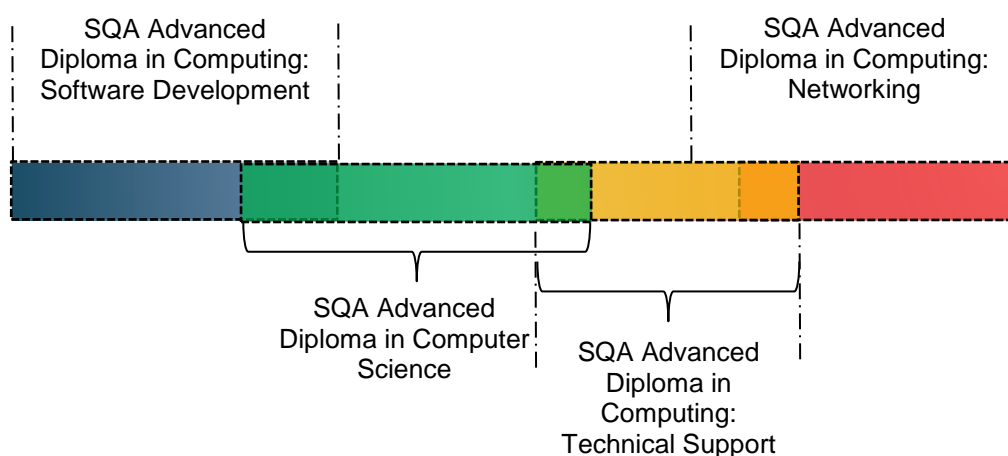 SQA Advanced
Diploma in Computing:
Software Development
SQA Advanced
Diploma in Computing:
Networking
SQA Advanced
Diploma in Computer
Science
SQA Advanced
Diploma in
Computing:
Technical Support